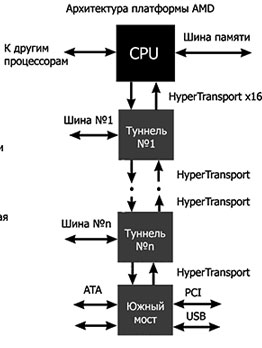 Архитектура платформы AMD
К другим
процессорам
CPU
Шина памяти
HyperTransport x16
Шина №1
Туннель
№1
и
HyperTransport
HyperTransport
ая
Шина №n
Туннель
№n
HyperTransport
ATA
Южный
мост
PCI
USB